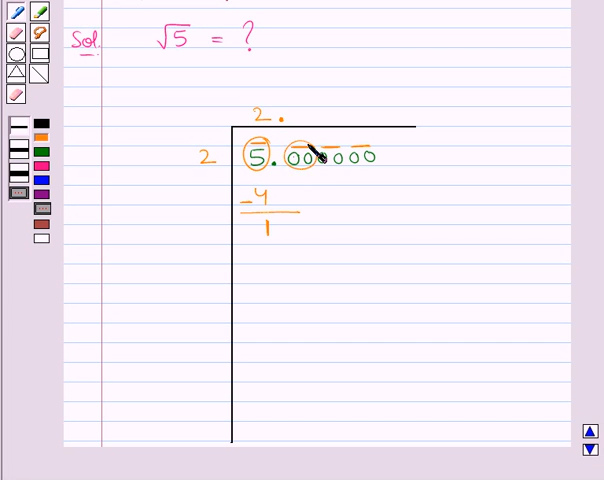 Sol. √5 = ?
2 .
2 5.000000
-4
1